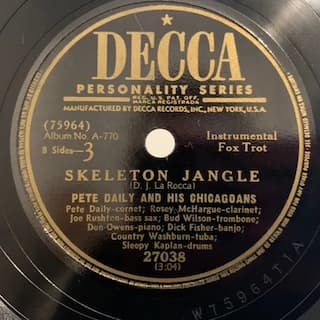 DECCA
PERSONALITY SERIES
REG. U.S. PAT. OFF.
MARCA REGISTRADA
MANUFACTURED BY DECCA RECORDS, INC., NEW YORK, U.S.A.
(75964)
Album No. A-770
8 Sides-3
Instrumental
Fox Trot
SKELETON JANGLE
(D. J. La Rocca)
PETE DAILY AND HIS CHICAGOANS
Pete Daily-cornet; Rosey McHargue-clarinet;
Joe Rushton-bass sax; Bud Wilson-trombone;
Don Owens-piano; Dick Fisher-banjo;
Country Washburn-tuba;
Sleepy Kaplan-drums
27038
(3:04)
W75964T1A